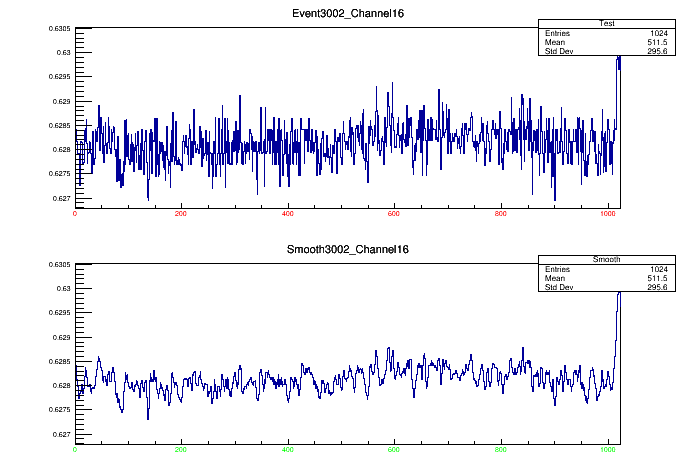 Event3002_Channel16
Test
Entries 1024
Mean 511.5
Std Dev 295.6
0.6305
0.63
0.6295
0.629
0.6285
0.628
0.6275
0.627
0 200 400 600 800 1000
Smooth3002_Channel16
Smooth
Entries 1024
Mean 511.5
Std Dev 295.6
0.6305
0.63
0.6295
0.629
0.6285
0.628
0.6275
0.627
0 200 400 600 800 1000